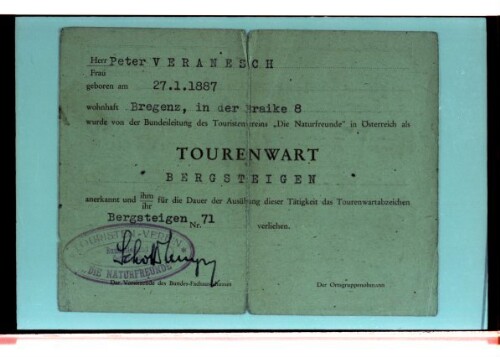 Herr Peter VERANESCH
Frau
geboren am 27.1.1887
wohnhaft Bregenz, in der Braike 8
wurde von der Bundesleitung des Touristenvereins „Die Naturfreunde" in Österreich als
TOURENWART
BERGSTEIGEN
anerkannt und ihm
ihr
für die Dauer der Ausübung dieser Tätigkeit das Tourenwartabzeichen
Bergsteigen Nr. 71 verliehen.
TOURISTEN-VEREIN
DIE NATURFREUNDE
Der Vorsitzende des Bundes-Fachausschusses
Der Ortsgruppenobmann